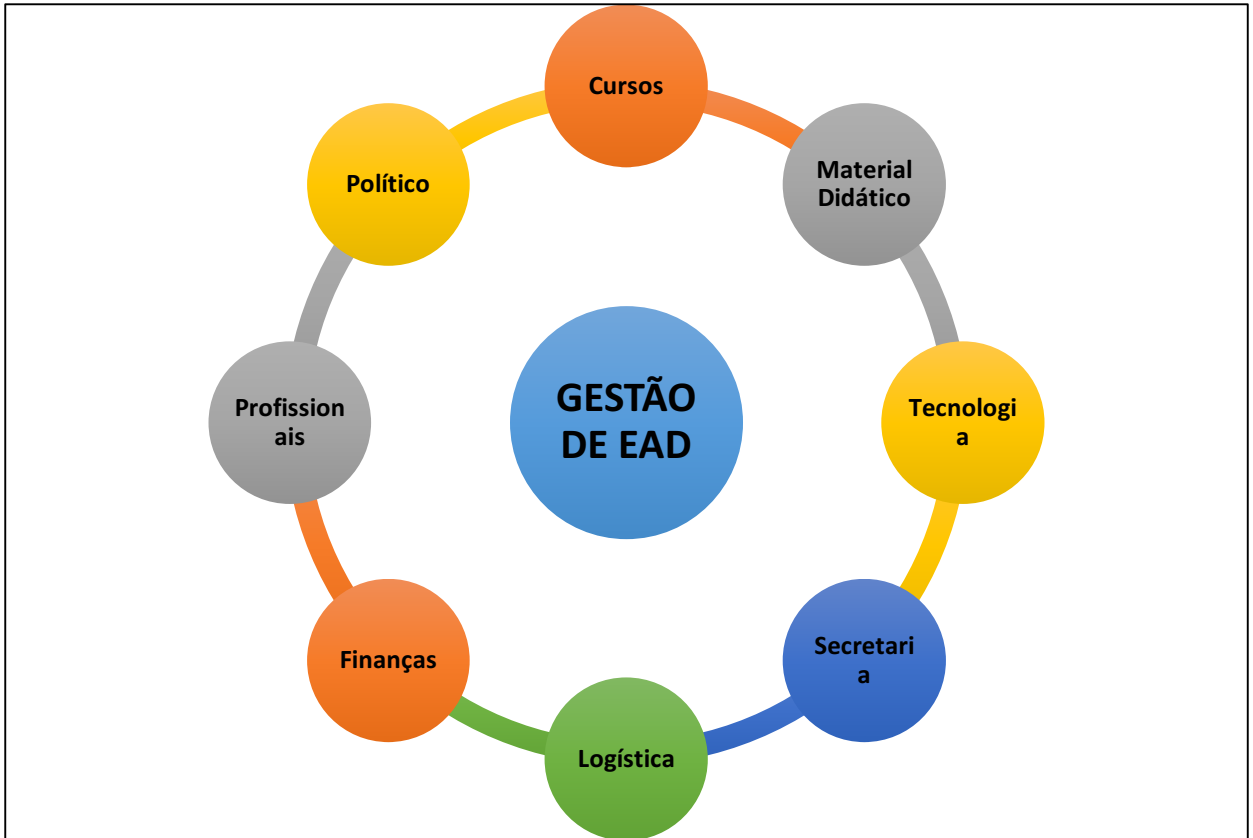 Cursos
Material
Didático
Tecnologi
a
Secretari
a
Logística
Finanças
Profission
ais
Político
GESTÃO
DE EAD